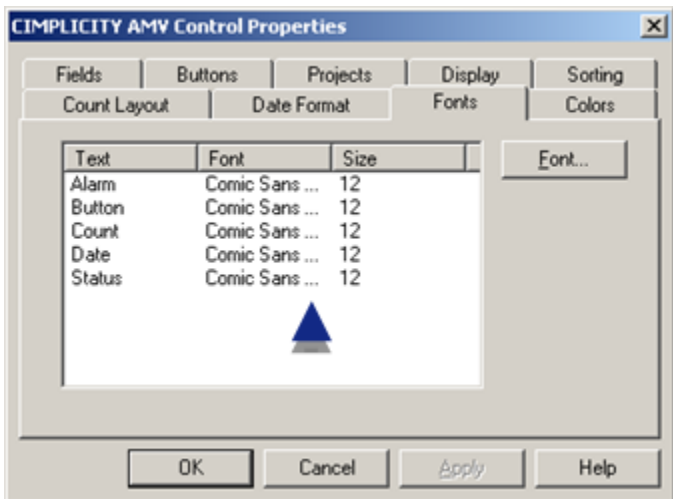 CIMPLICITY AMV Control Properties
Fields Buttons Projects Display Sorting
Count Layout Date Format Fonts Colors
Text Font Size
Font...
Alarm Comic Sans ... 12
Button Comic Sans ... 12
Count Comic Sans ... 12
Date Comic Sans ... 12
Status Comic Sans ... 12
OK Cancel Apply Help